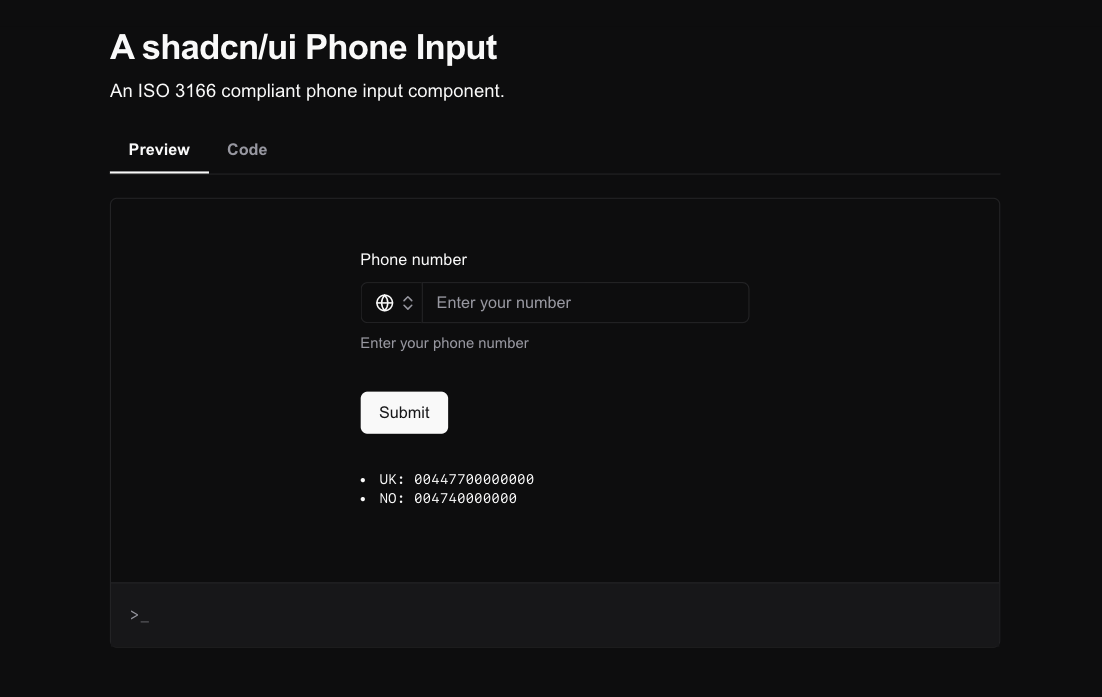 A shadcn/ui Phone Input
An ISO 3166 compliant phone input component.
Preview Code
Phone number
Enter your number
Enter your phone number
Submit
• UK: 00447700000000
• NO: 004740000000
>_